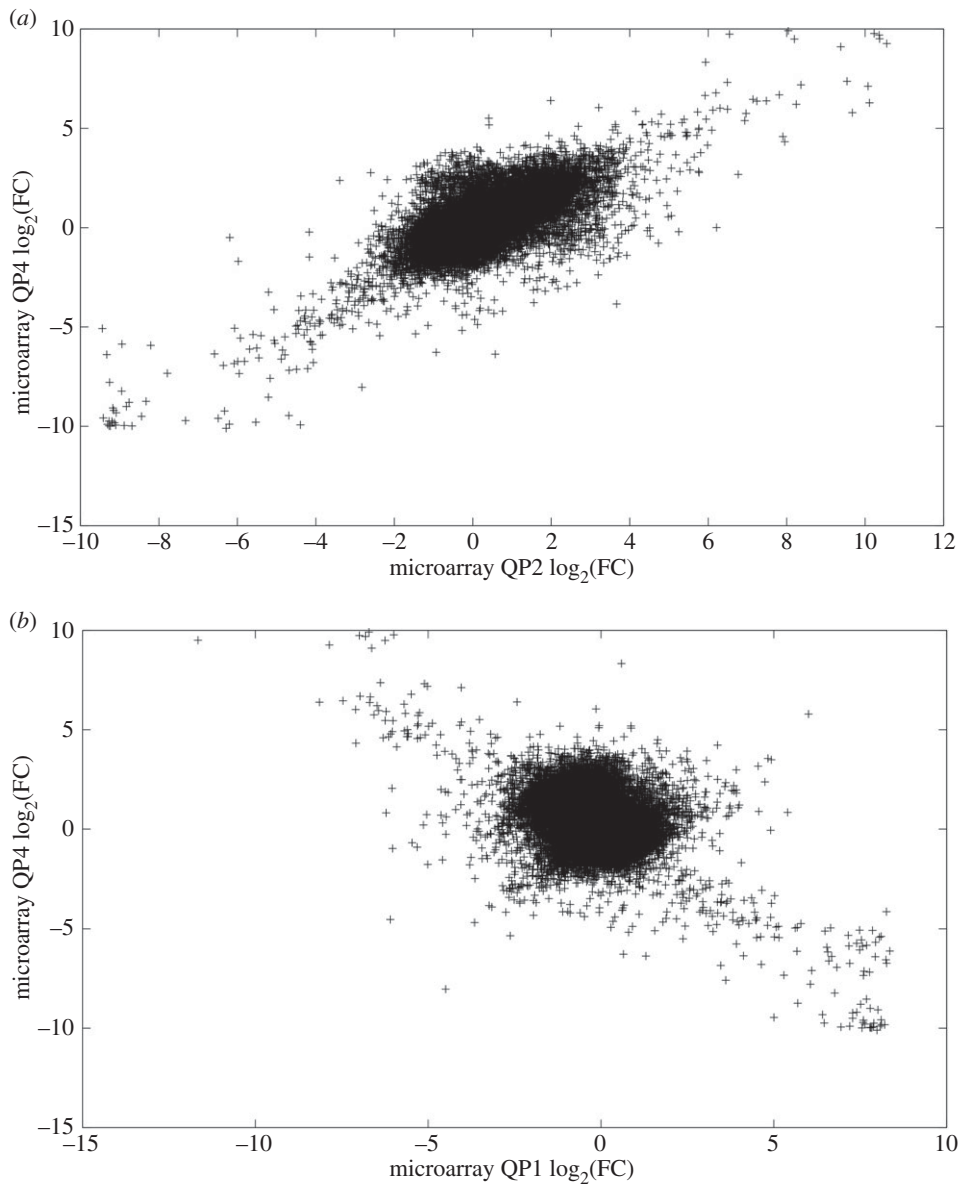 (a)
10
5
0
–5
–10
–15
microarray QP4 log2(FC)
–10 –8 –6 –4 –2 0 2 4 6 8 10 12
microarray QP2 log2(FC)
(b)
10
5
0
–5
–10
–15
microarray QP4 log2(FC)
–15 –10 –5 0 5 10
microarray QP1 log2(FC)